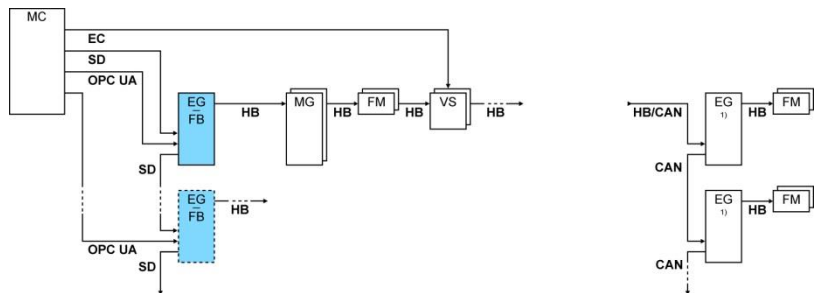 MC
EC
SD
OPC UA
EG
–
FB
HB
MG
HB
FM
HB
VS
HB
SD
EG
–
FB
HB
OPC UA
SD
HB/CAN
EG
1)
HB
FM
CAN
EG
1)
HB
FM
CAN